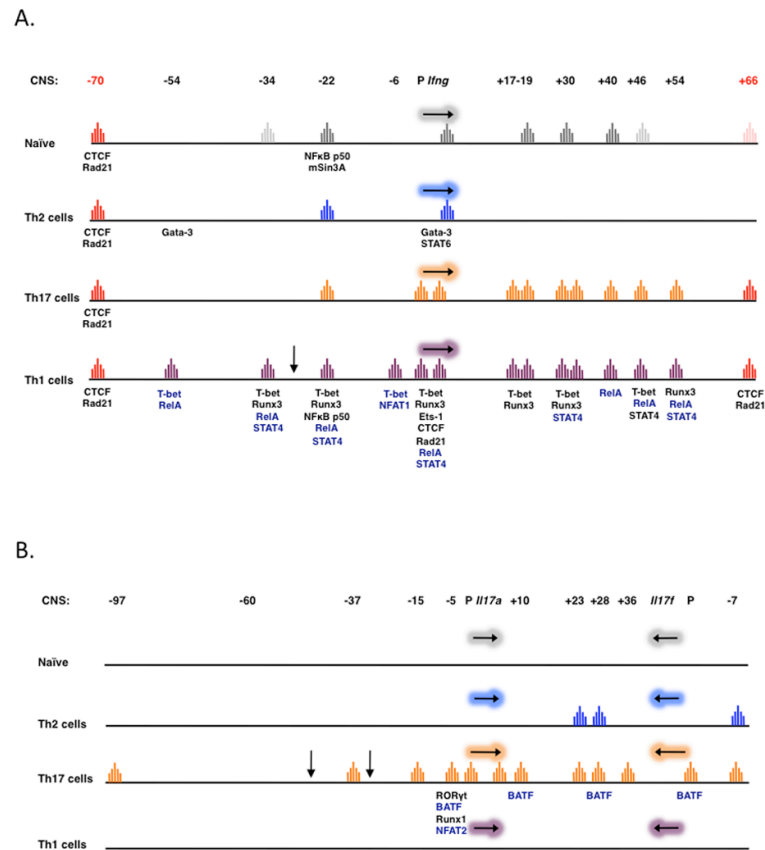 A.
CNS: -70 -54 -34 -22 -6 P Ifng +17-19 +30 +40 +46 +54 +66
Naïve
CTCF NFκB p50
Rad21 mSin3A
Th2 cells
CTCF Gata-3 Gata-3
Rad21 STAT6
Th17 cells
CTCF
Rad21
Th1 cells
CTCF T-bet T-bet T-bet T-bet T-bet T-bet T-bet RelA T-bet Runx3 CTCF
Rad21 RelA Runx3 Runx3 NFAT1 Runx3 Runx3 Runx3 RelA RelA Rad21
RelA NFκB p50 Ets-1 STAT4 STAT4 STAT4
STAT4 RelA CTCF
STAT4 Rad21
RelA
STAT4
B.
CNS: -97 -60 -37 -15 -5 P Il17a +10 +23 +28 +36 Il17f P -7
Naïve
Th2 cells
Th17 cells
RORγt BATF BATF BATF
BATF
Runx1
NFAT2
Th1 cells